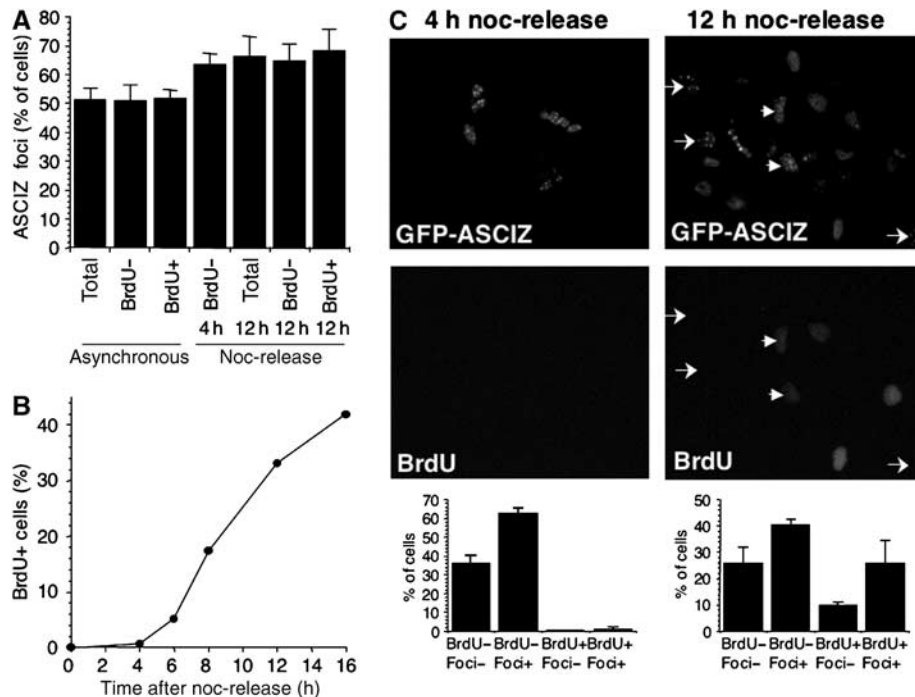 A
ASCIZ foci (% of cells)
80
70
60
50
40
30
20
10
0
Total
BrdU−
BrdU+
BrdU−
Total
BrdU−
BrdU+
4 h 12 h 12 h 12 h
Asynchronous Noc-release
B
BrdU+ cells (%)
40
20
0
0 2 4 6 8 10 12 14 16
Time after noc-release (h)
C 4 h noc-release 12 h noc-release
GFP-ASCIZ GFP-ASCIZ
BrdU BrdU
% of cells
70
60
50
40
30
20
10
0
BrdU− BrdU− BrdU+ BrdU+
Foci− Foci+ Foci− Foci+
% of cells
50
40
30
20
10
0
BrdU− BrdU− BrdU+ BrdU+
Foci− Foci+ Foci− Foci+